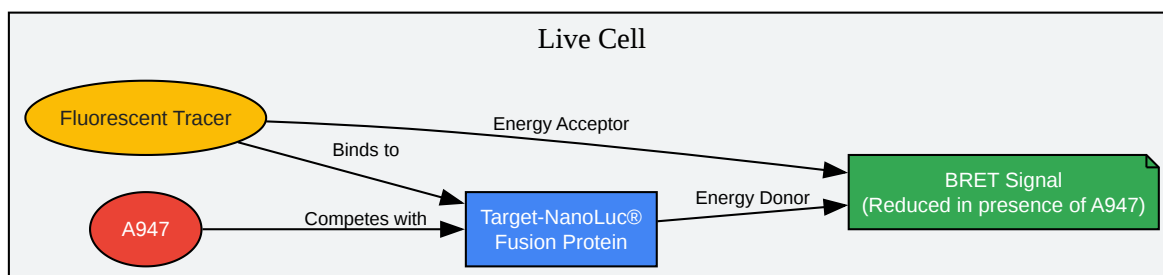 Live Cell
Fluorescent Tracer
Energy Acceptor
Binds to
BRET Signal
(Reduced in presence of A947)
Energy Donor
A947
Competes with
Target-NanoLuc®
Fusion Protein